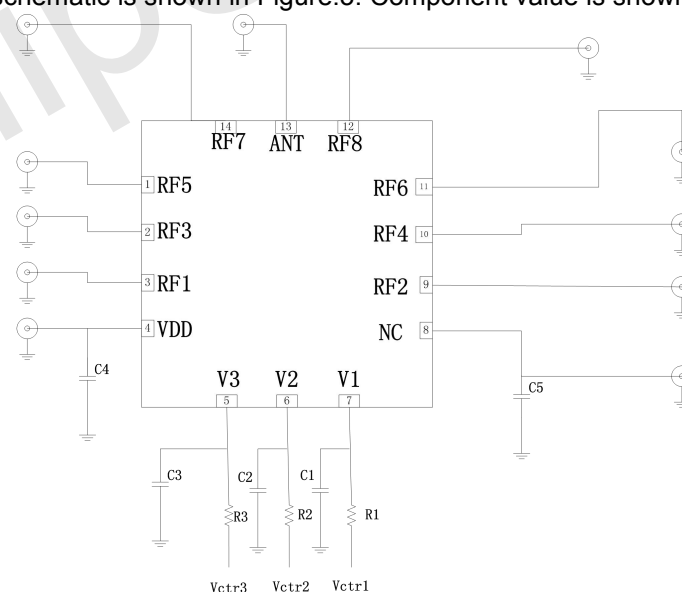 schematic is shown in Figure.3. Component value is shown
14 13 12
RF7 ANT RF8
1 RF5
RF6 11
2 RF3
RF4 10
3 RF1
RF2 9
4 VDD
NC 8
V3 V2 V1
5 6 7
C4
C5
C3 C2 C1
R3 R2 R1
Vctr3 Vctr2 Vctr1